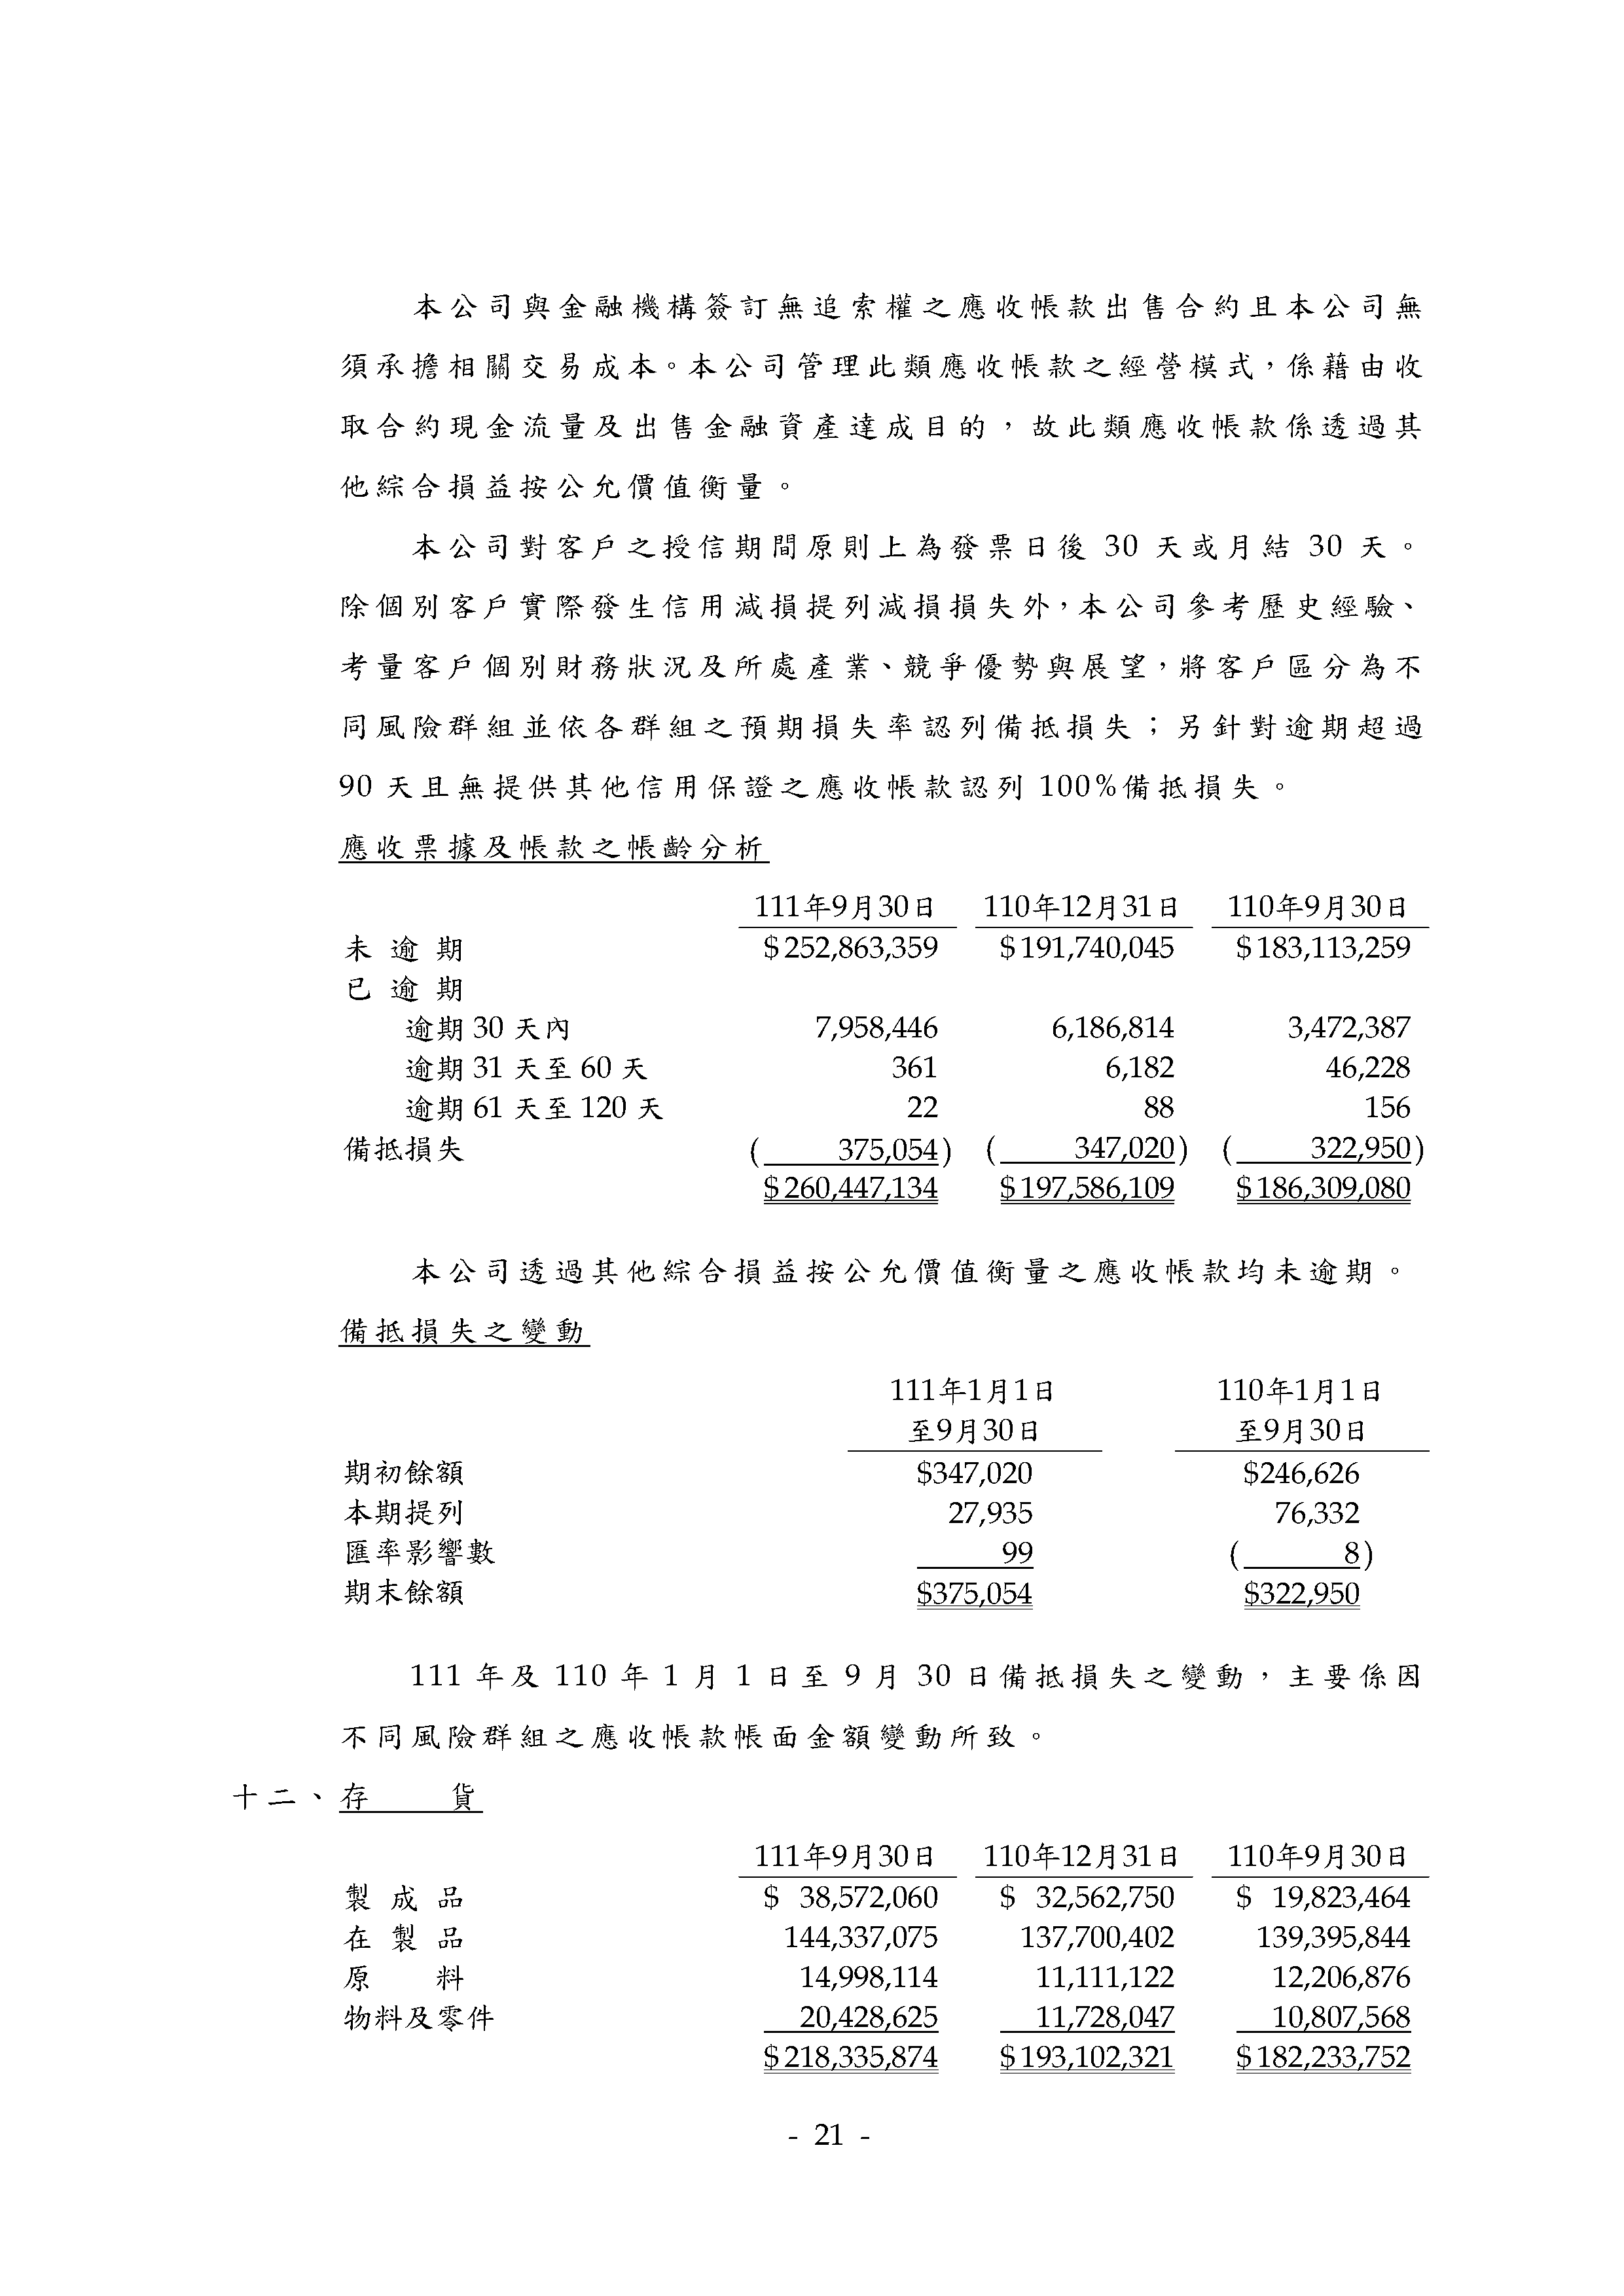 本公司與金融機構簽訂無追索權之應收帳款出售合約且本公司無
須承擔相關交易成本。本公司管理此類應收帳款之經營模式，係藉由收
取合約現金流量及出售金融資產達成目的，故此類應收帳款係透過其
他綜合損益按公允價值衡量。
本公司對客戶之授信期間原則上為發票日後 30 天或月結 30 天。
除個別客戶實際發生信用減損提列減損損失外，本公司參考歷史經驗、
考量客戶個別財務狀況及所處產業、競爭優勢與展望，將客戶區分為不
同風險群組並依各群組之預期損失率認列備抵損失；另針對逾期超過
90 天且無提供其他信用保證之應收帳款認列 100%備抵損失。
應收票據及帳款之帳齡分析
111年9月30日 110年12月31日 110年9月30日
未逾期 $252,863,359 $191,740,045 $183,113,259
已逾期
逾期 30 天內 7,958,446 6,186,814 3,472,387
逾期 31 天至 60 天 361 6,182 46,228
逾期 61 天至 120 天 22 88 156
備抵損失 ( 375,054) ( 347,020) ( 322,950)
$260,447,134 $197,586,109 $186,309,080
本公司透過其他綜合損益按公允價值衡量之應收帳款均未逾期。
備抵損失之變動
111年1月1日 110年1月1日
至9月30日 至9月30日
期初餘額 $347,020 $246,626
本期提列 27,935 76,332
匯率影響數 99 ( 8)
期末餘額 $375,054 $322,950
111 年及 110 年 1 月 1 日至 9 月 30 日備抵損失之變動，主要係因
不同風險群組之應收帳款帳面金額變動所致。
十二、存 貨
111年9月30日 110年12月31日 110年9月30日
製成品 $ 38,572,060 $ 32,562,750 $ 19,823,464
在製品 144,337,075 137,700,402 139,395,844
原 料 14,998,114 11,111,122 12,206,876
物料及零件 20,428,625 11,728,047 10,807,568
$218,335,874 $193,102,321 $182,233,752
- 21 -